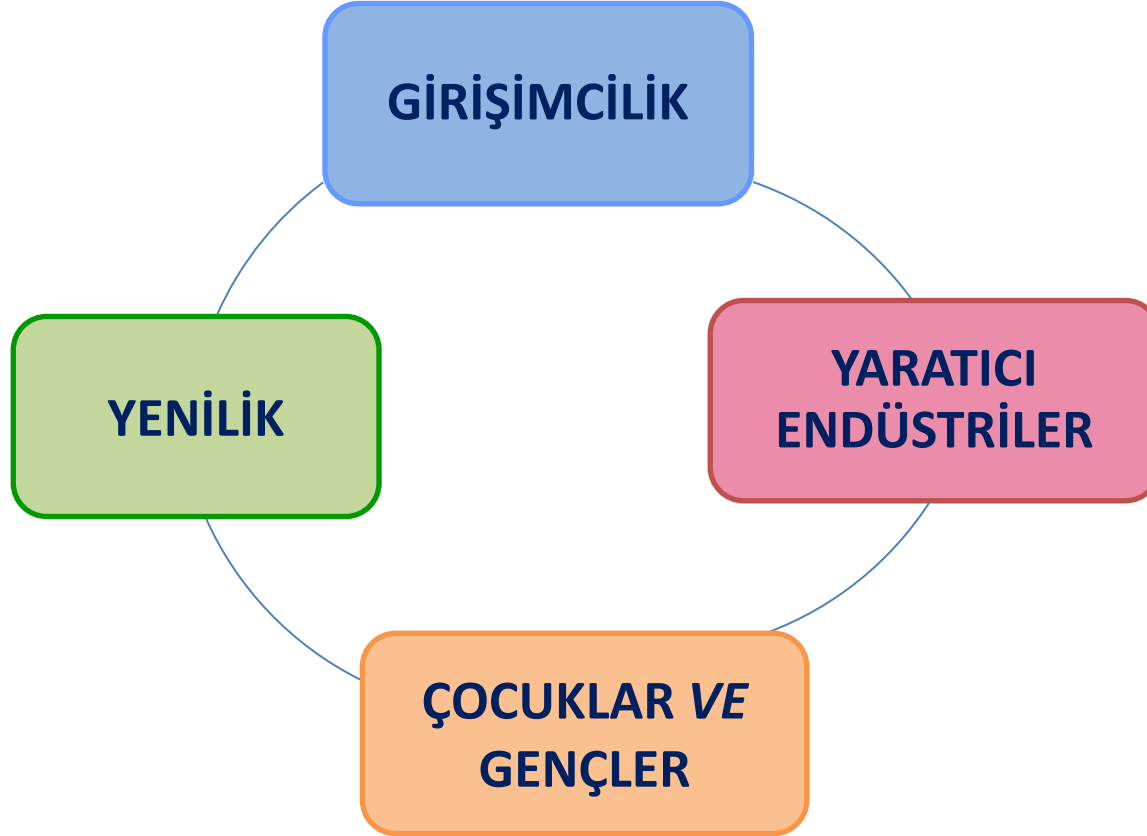 GİRİŞİMCİLİK
YARATICI
ENDÜSTRİLER
YENİLİK
ÇOCUKLAR VE
GENÇLER